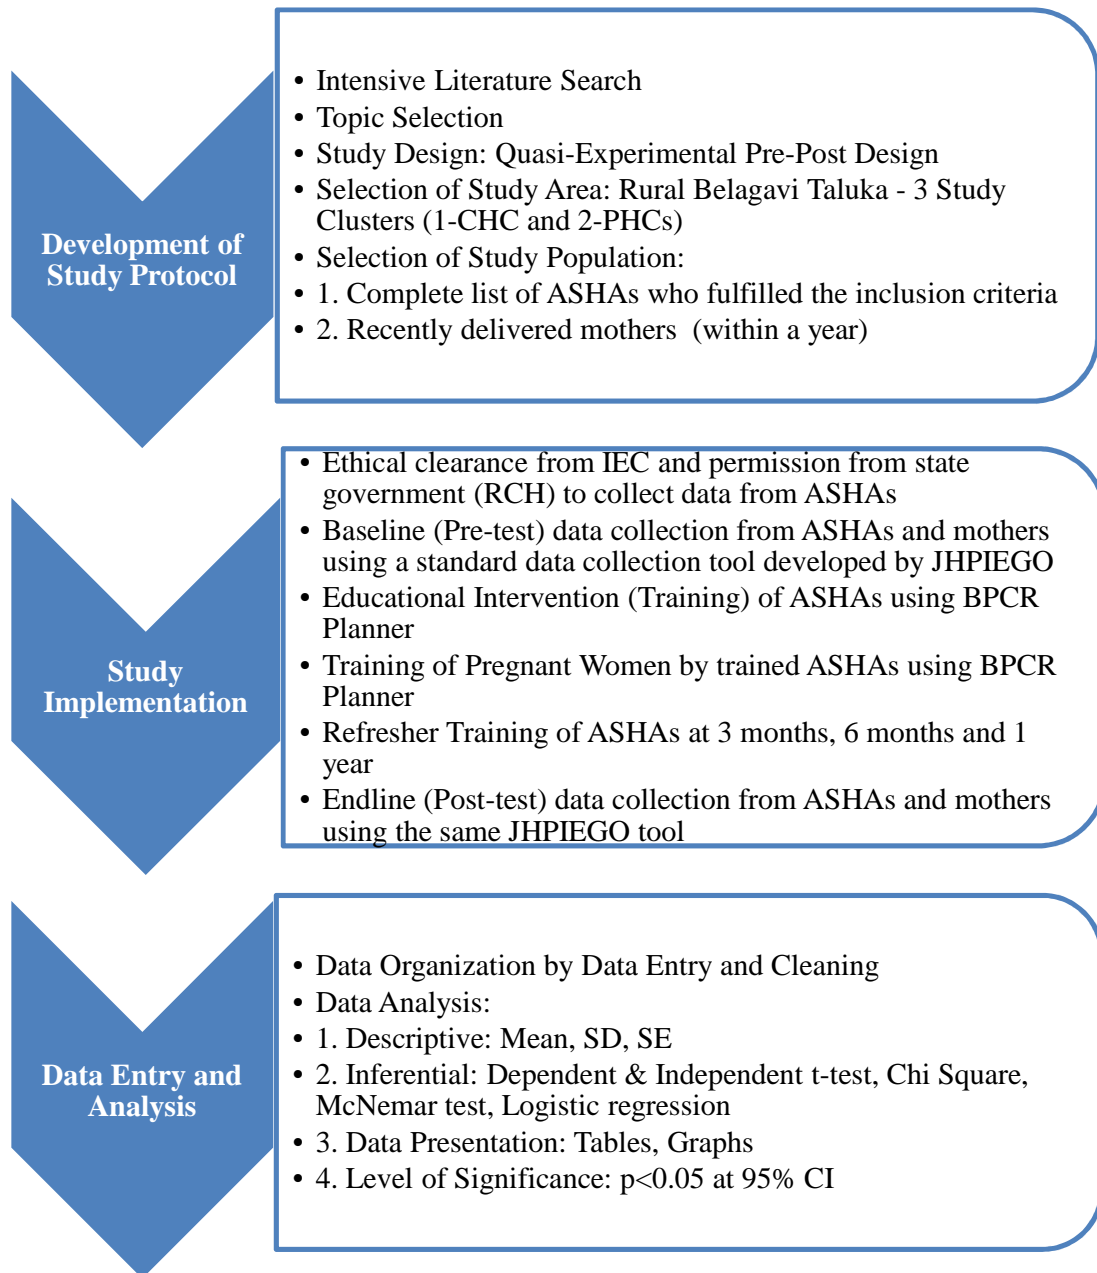 Development of
Study Protocol
• Intensive Literature Search
• Topic Selection
• Study Design: Quasi-Experimental Pre-Post Design
• Selection of Study Area: Rural Belagavi Taluka - 3 Study
Clusters (1-CHC and 2-PHCs)
• Selection of Study Population:
• 1. Complete list of ASHAs who fulfilled the inclusion criteria
• 2. Recently delivered mothers (within a year)
Study
Implementation
• Ethical clearance from IEC and permission from state
government (RCH) to collect data from ASHAs
• Baseline (Pre-test) data collection from ASHAs and mothers
using a standard data collection tool developed by JHPIEGO
• Educational Intervention (Training) of ASHAs using BPCR
Planner
• Training of Pregnant Women by trained ASHAs using BPCR
Planner
• Refresher Training of ASHAs at 3 months, 6 months and 1
year
• Endline (Post-test) data collection from ASHAs and mothers
using the same JHPIEGO tool
Data Entry and
Analysis
• Data Organization by Data Entry and Cleaning
• Data Analysis:
• 1. Descriptive: Mean, SD, SE
• 2. Inferential: Dependent & Independent t-test, Chi Square,
McNemar test, Logistic regression
• 3. Data Presentation: Tables, Graphs
• 4. Level of Significance: p<0.05 at 95% CI